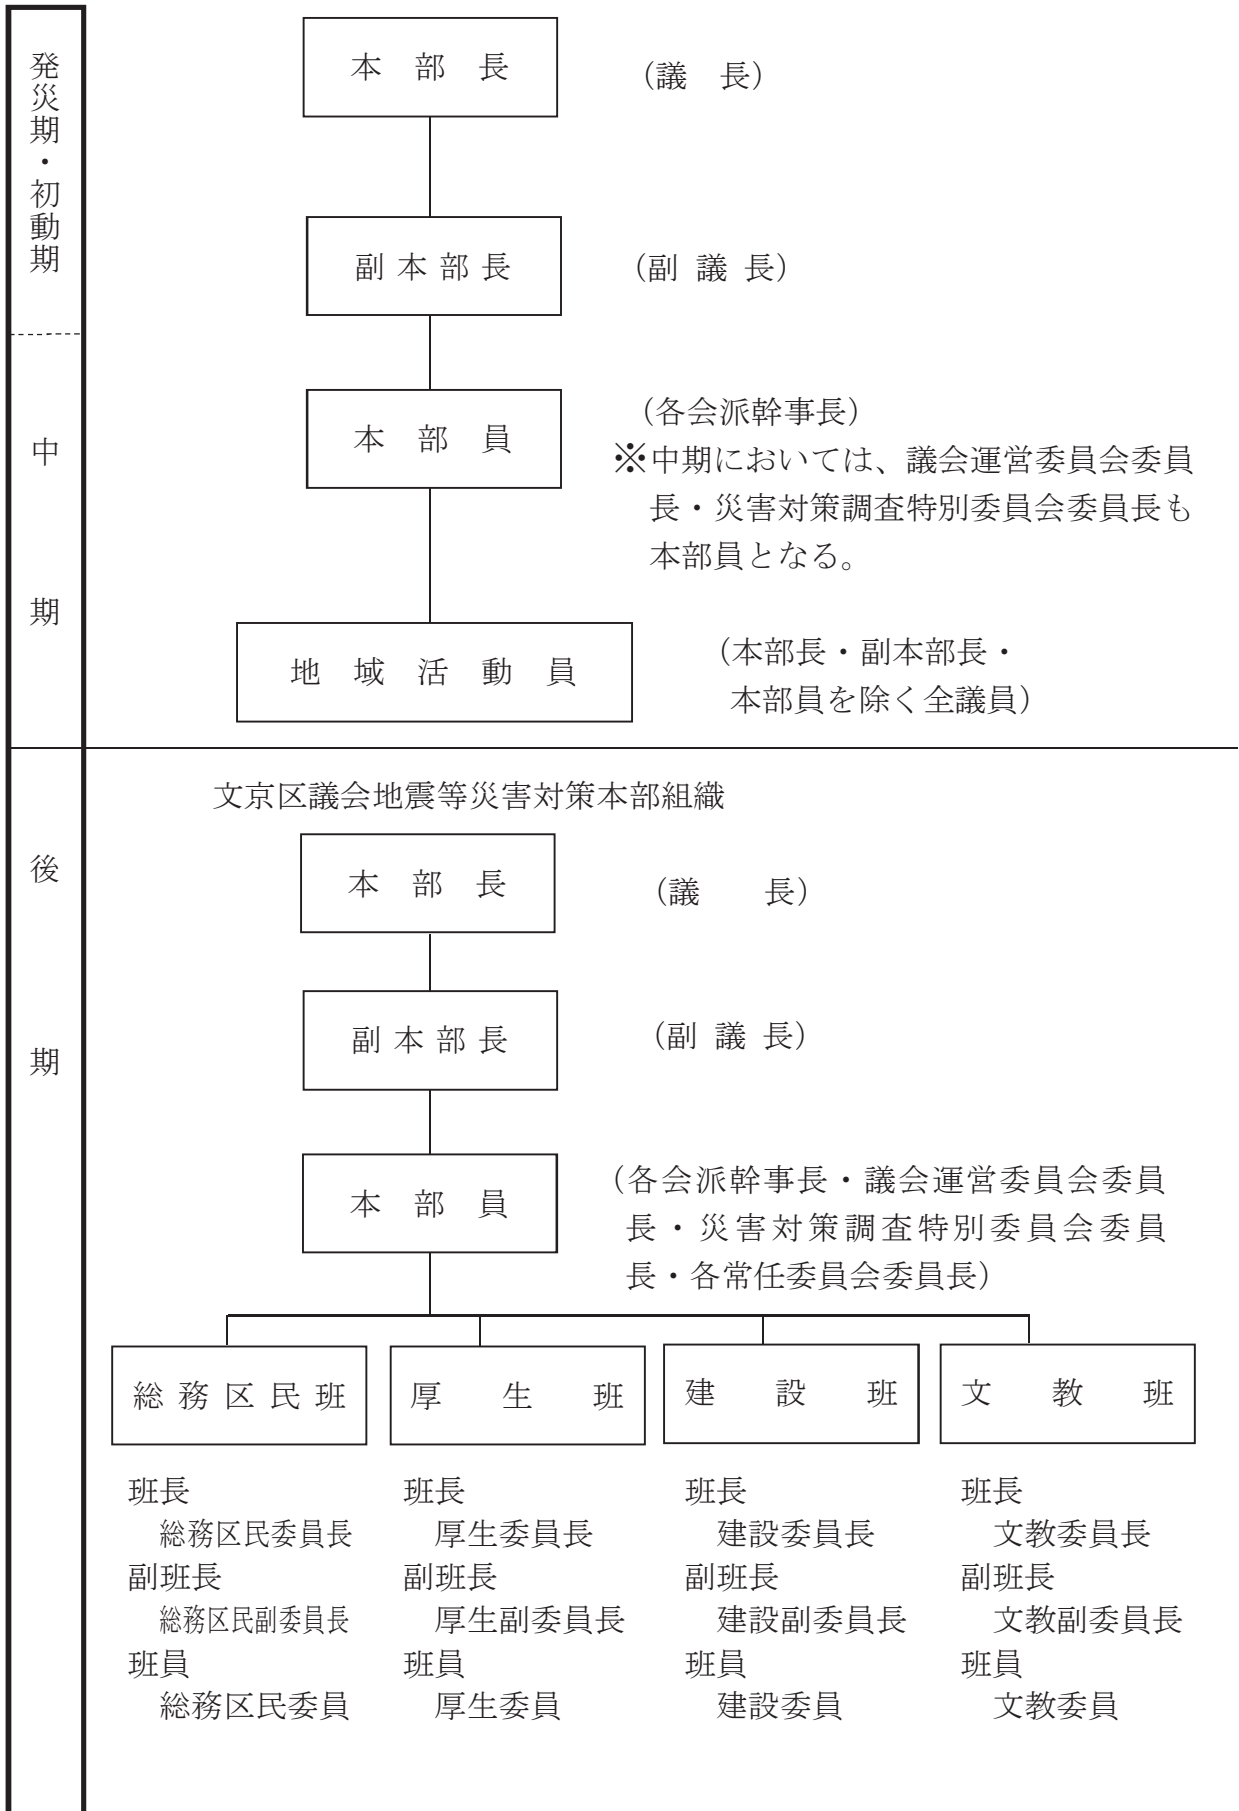 発災期・初動期
本部長
(議 長)
副本部長
(副議長)
中期
本部員
(各会派幹事長)
※中期においては、議会運営委員会委員
長・災害対策調査特別委員会委員長も
本部員となる。
地域活動員
(本部長・副本部長・
本部員を除く全議員)
後期
文京区議会地震等災害対策本部組織
本部長
(議 長)
副本部長
(副議長)
本部員
(各会派幹事長・議会運営委員会委員
長・災害対策調査特別委員会委員
長・各常任委員会委員長)
総務区民班
班長
総務区民委員長
副班長
総務区民副委員長
班員
総務区民委員
厚生班
班長
厚生委員長
副班長
厚生副委員長
班員
厚生委員
建設班
班長
建設委員長
副班長
建設副委員長
班員
建設委員
文教班
班長
文教委員長
副班長
文教副委員長
班員
文教委員